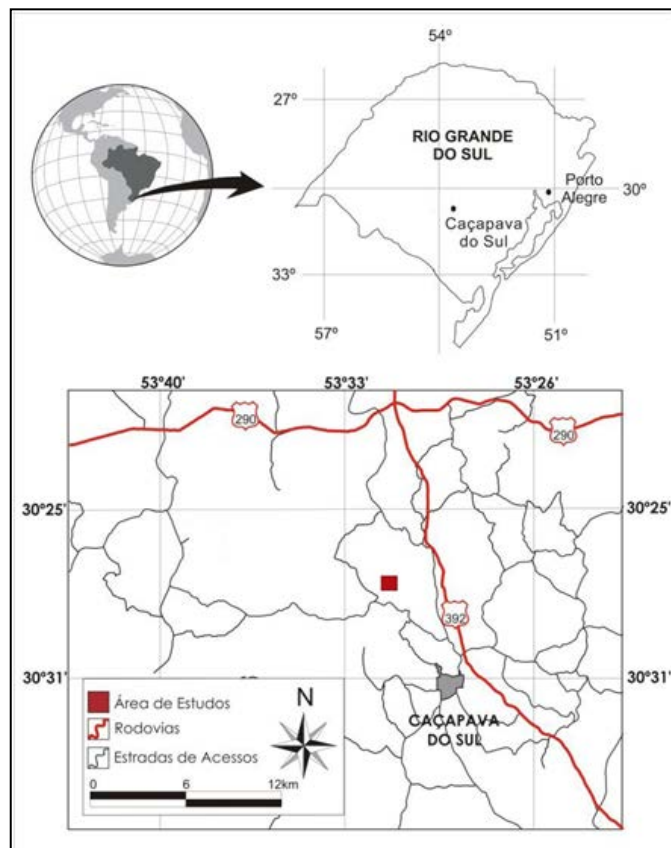 54º
27º
RIO GRANDE
DO SUL
30º
Porto
Alegre
Caçapava
do Sul
33º
57º
51º
53º40'
53º33'
53º26'
290
290
30º25'
30º25'
392
30º31'
30º31'
Área de Estudos
Rodovias
Estradas de Acessos
N
0
6
12km
CAÇAPAVA
DO SUL